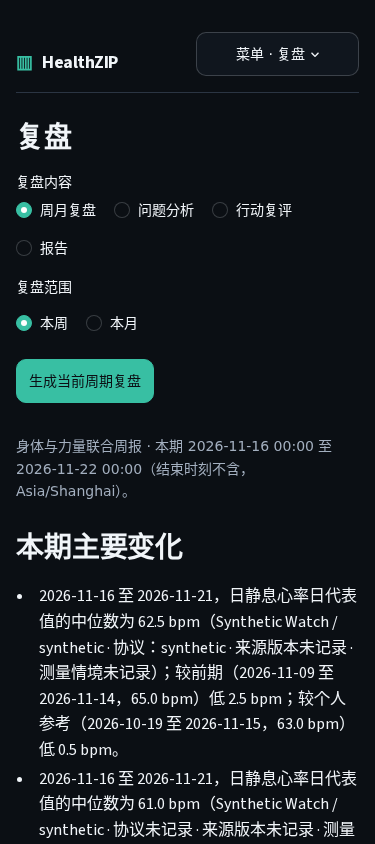 HealthZIP
菜单 · 复盘
复盘
复盘内容
周月复盘 问题分析 行动复评
报告
复盘范围
本周 本月
生成当前周期复盘
身体与力量联合周报 · 本期 2026-11-16 00:00 至
2026-11-22 00:00（结束时刻不含，
Asia/Shanghai）。
本期主要变化
2026-11-16 至 2026-11-21，日静息心率日代表
值的中位数为 62.5 bpm（Synthetic Watch /
synthetic · 协议：synthetic · 来源版本未记录 ·
测量情境未记录）；较前期（2026-11-09 至
2026-11-14，65.0 bpm）低 2.5 bpm；较个人
参考（2026-10-19 至 2026-11-15，63.0 bpm）
低 0.5 bpm。
2026-11-16 至 2026-11-21，日静息心率日代表
值的中位数为 61.0 bpm（Synthetic Watch /
synthetic · 协议未记录 · 来源版本未记录 · 测量